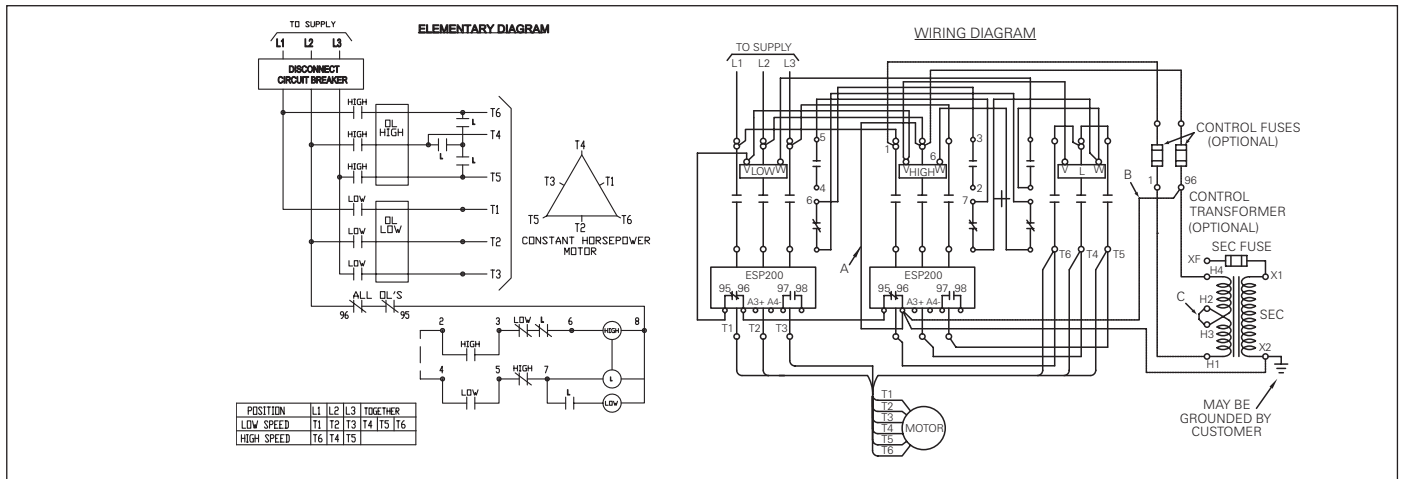 ELEMENTARY DIAGRAM
TO SUPPLY
L1 L2 L3
DISCONNECT
CIRCUIT BREAKER
HIGH
OL
HIGH
T6
L
HIGH
T4
L
L
HIGH
T5
LOW
OL
LOW
T1
LOW
T2
LOW
T3
T4
T3 T1
T5 T2 T6
CONSTANT HORSEPOWER
MOTOR
ALL OL'S
96 95
2 3 LOW L 6 HIGH 8
HIGH
4 5 HIGH 7 L
LOW L LOW
POSITION L1 L2 L3 TOGETHER
LOW SPEED T1 T2 T3 T4 T5 T6
HIGH SPEED T6 T4 T5
WIRING DIAGRAM
TO SUPPLY
L1 L2 L3
5 1 3
V LOW W
V HIGH W
6
V L W
4 2
6 7
CONTROL FUSES
(OPTIONAL)
1 96
B
CONTROL
TRANSFORMER
(OPTIONAL)
SEC FUSE
XF
X1
H4
A
T6 T4 T5
ESP200
95 96 97 98
A3+ A4-
ESP200
95 96 97 98
A3+ A4-
C
H2
H3
SEC
H1
X2
T1 T2 T3
T1
T2
T3
T4
T5
T6
MOTOR
MAY BE
GROUNDED BY
CUSTOMER